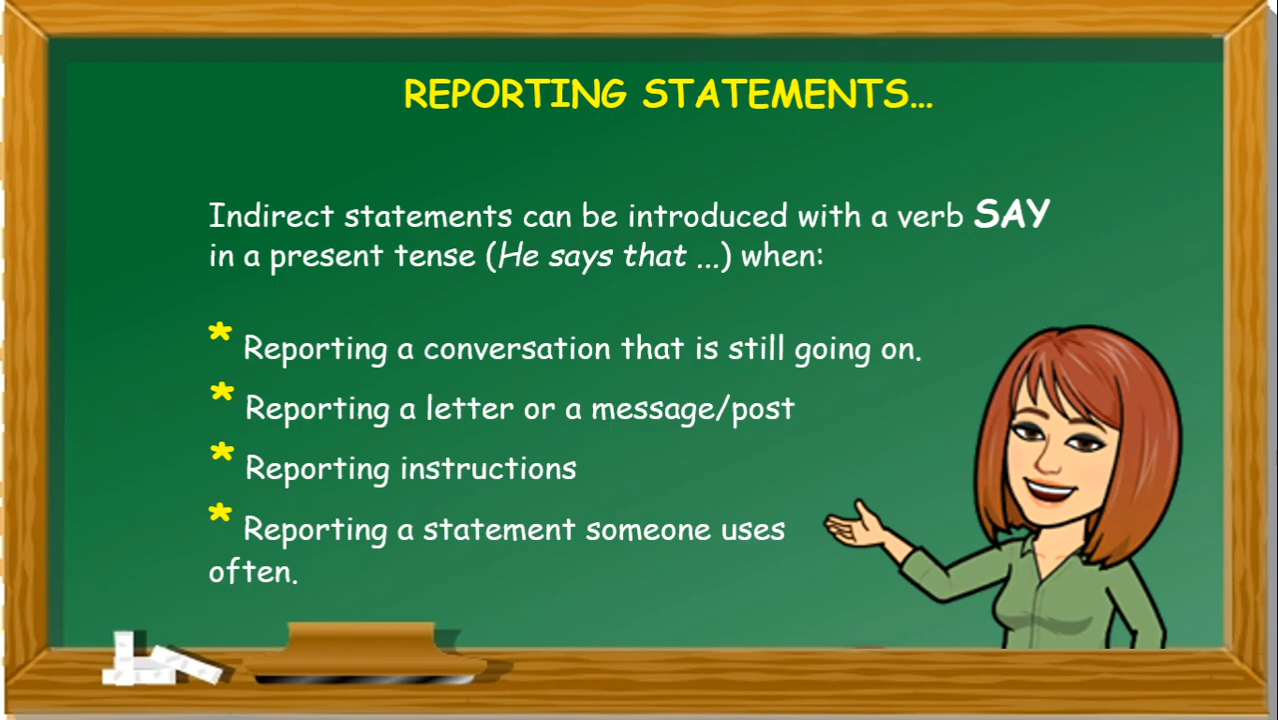 REPORTING STATEMENTS...
Indirect statements can be introduced with a verb SAY
in a present tense (He says that ...) when:
* Reporting a conversation that is still going on.
* Reporting a letter or a message/post
* Reporting instructions
* Reporting a statement someone uses
often.